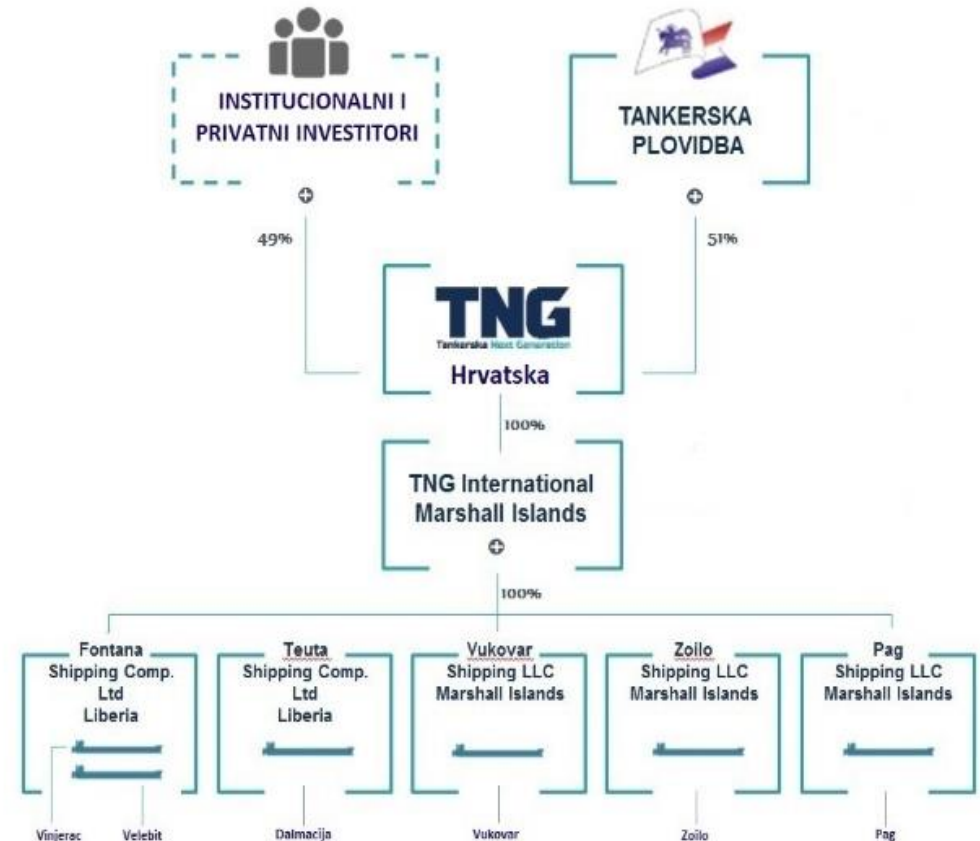 INSTITUCIONALNI I
PRIVATNI INVESTITORI
TANKERSKA
PLOVIDBA
49%
51%
TNG
Tankerska Next Generation
Hrvatska
100%
TNG International
Marshall Islands
100%
Fontana
Shipping Comp.
Ltd
Liberia
Teuta
Shipping Comp.
Ltd
Liberia
Vukovar
Shipping LLC
Marshall Islands
Zoilo
Shipping LLC
Marshall Islands
Pag
Shipping LLC
Marshall Islands
Vinjerac
Velebit
Dalmacija
Vukovar
Zoilo
Pag